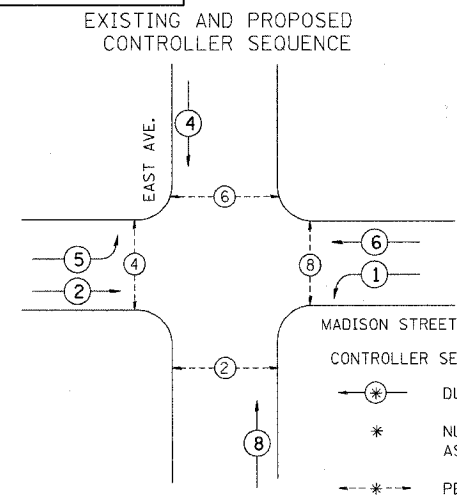 EXISTING AND PROPOSED
CONTROLLER SEQUENCE
4
EAST AVE.
6
5
4
2
8
6
1
MADISON STREET
2
8
CONTROLLER
*
*
*